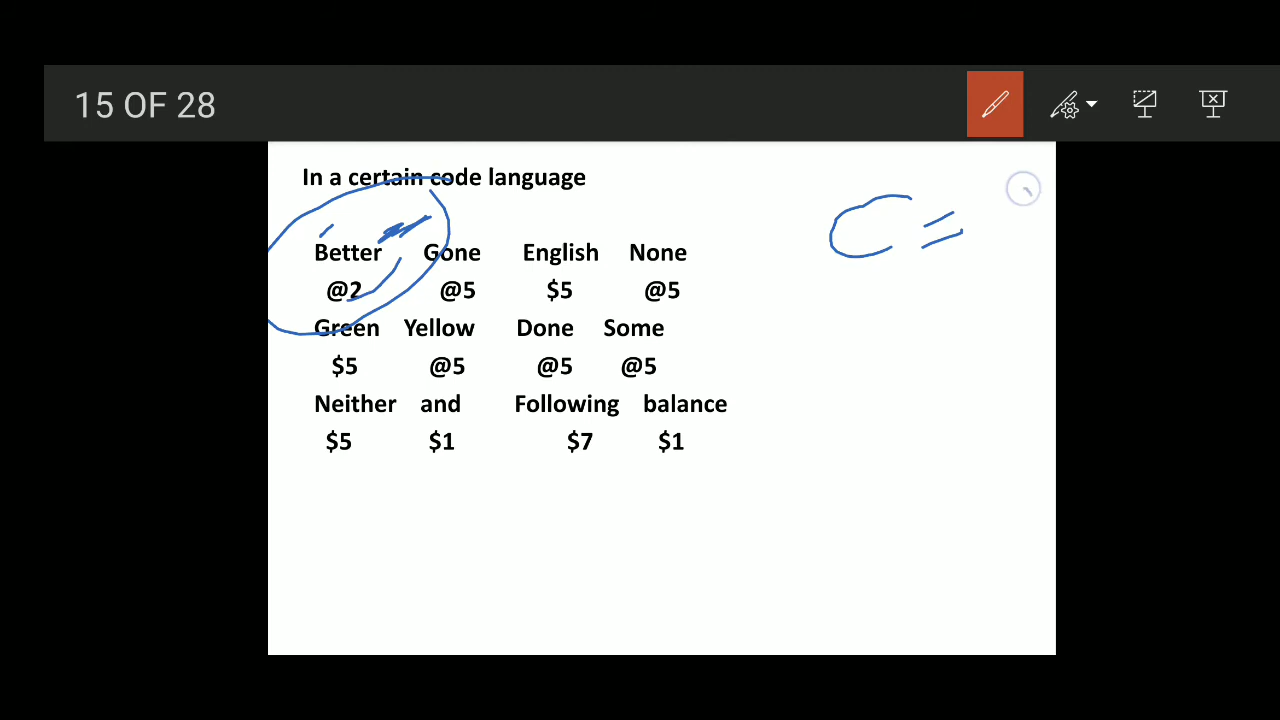 15 OF 28
In a certain code language
Better Gone English None
@2 @5 $5 @5
Green Yellow Done Some
$5 @5 @5 @5
Neither and Following balance
$5 $1 $7 $1
C =